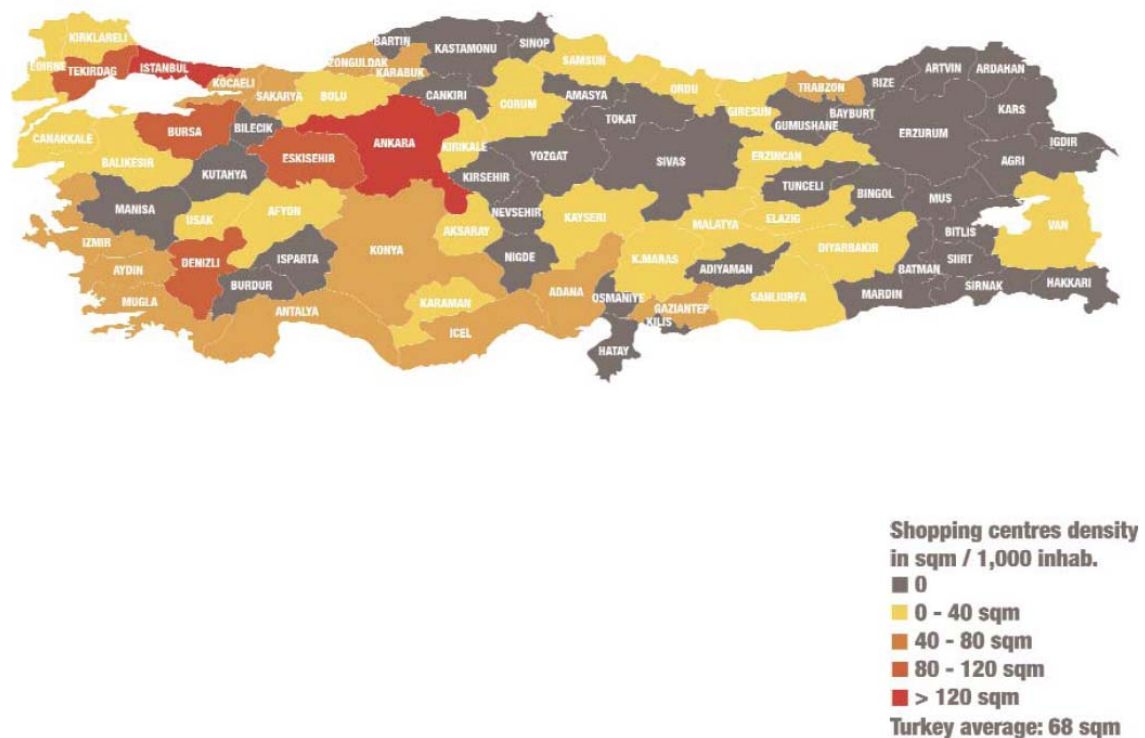 KIRKLARELI
EDIRNE
TEKIRDAG
ISTANBUL
KOCAELI
SAKARYA
BOLU
ZONGULDAK
BARTIN
KARABUK
KASTAMONU
SINOP
CANKIRI
CORUM
SAMSUN
AMASYA
TOKAT
ORDU
GIRESUN
TRABZON
GUMUSHANE
BAYBURT
RIZE
ARTVIN
ARDAHAN
KARS
ERZURUM
IGDIR
AGRI
CANAKKALE
BALIKESIR
BURSA
BILECIK
KUTAHYA
ESKISEHIR
ANKARA
KIRIKALE
KIRSEHIR
YOZGAT
SIVAS
ERZINCAN
TUNCELI
BINGOL
MUS
BITLIS
VAN
MANISA
USAK
AFYON
IZMIR
AYDIN
DENIZLI
MUGLA
BURDUR
ISPARTA
ANTALYA
KONYA
AKSARAY
NEVSEHIR
NIGDE
KAYSERI
MALATYA
ELAZIG
DIYARBAKIR
K.MARAS
ADIYAMAN
BATMAN
SIIRT
SIRNAK
HAKKARI
MARDIN
SANLIURFA
GAZIANTEP
KILIS
OSMANIYE
HATAY
ADANA
ICEL
KARAMAN
Shopping centres density
in sqm / 1,000 inhab.
0
0 - 40 sqm
40 - 80 sqm
80 - 120 sqm
> 120 sqm
Turkey average: 68 sqm